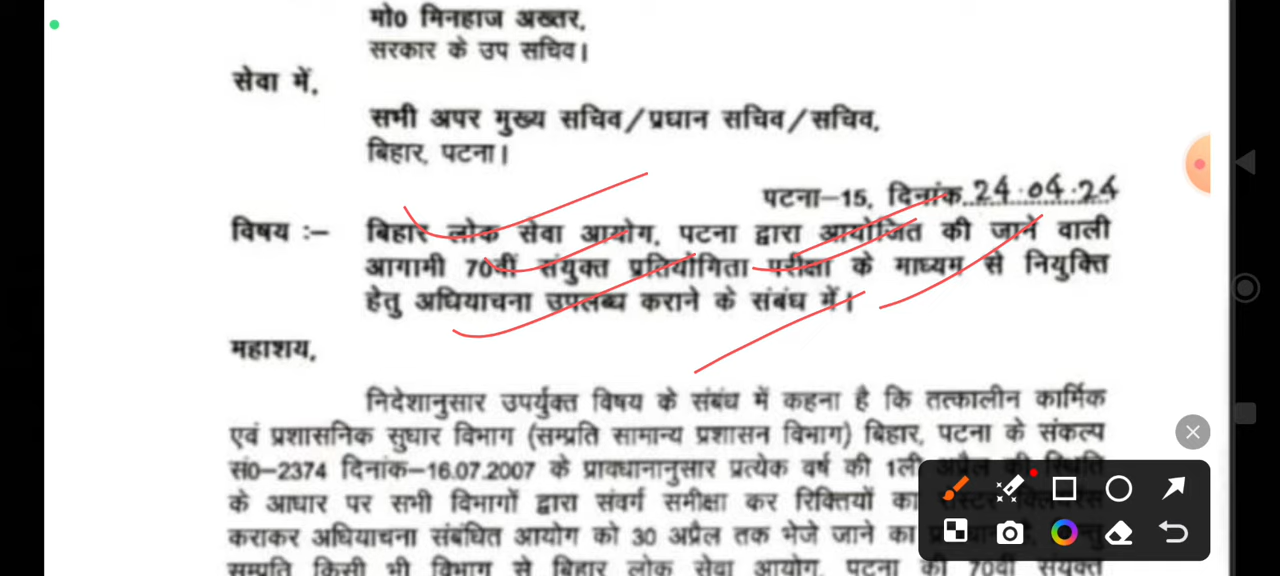 मो0 मिनहाज अख्तर,
सरकार के उप सचिव।
सेवा में,
सभी अपर मुख्य सचिव/प्रधान सचिव/सचिव,
बिहार, पटना।
पटना–15, दिनांक 24.04.24
विषय :– बिहार लोक सेवा आयोग, पटना द्वारा आयोजित की जाने वाली
आगामी 70वीं संयुक्त प्रतियोगिता परीक्षा के माध्यम से नियुक्ति
हेतु अधियाचना उपलब्ध कराने के संबंध में।
महाशय,
निदेशानुसार उपर्युक्त विषय के संबंध में कहना है कि तत्कालीन कार्मिक
एवं प्रशासनिक सुधार विभाग (सम्प्रति सामान्य प्रशासन विभाग) बिहार, पटना के संकल्प
सं0–2374 दिनांक–16.07.2007 के प्रावधानानुसार प्रत्येक वर्ष की 1ली अप्रैल की स्थिति
के आधार पर सभी विभागों द्वारा संवर्ग समीक्षा कर रिक्तियों का
कराकर अधियाचना संबंधित आयोग को 30 अप्रैल तक भेजे जाने का
सम्प्रति किसी भी विभाग से बिहार लोक सेवा आयोग, पटना की 70वीं संयुक्त